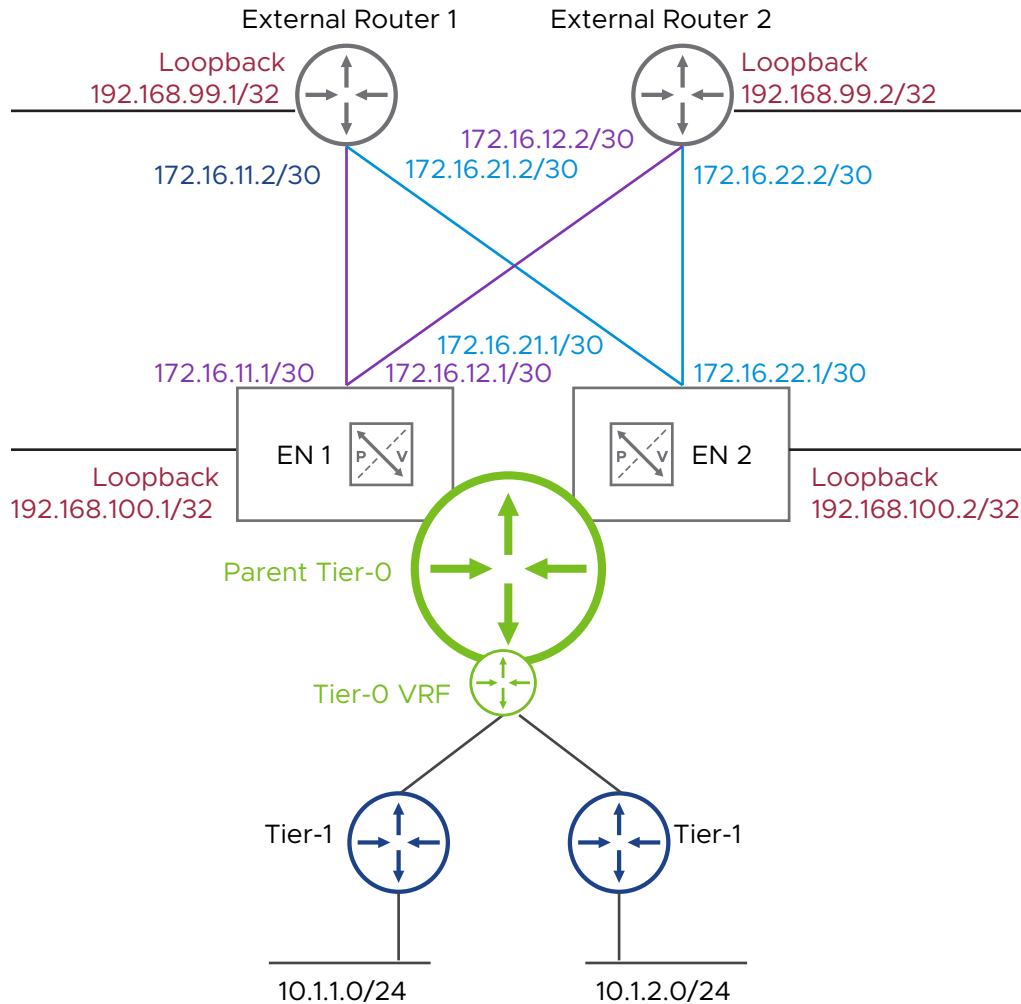 External Router 1
External Router 2
Loopback
192.168.99.1/32
Loopback
192.168.99.2/32
172.16.12.2/30
172.16.11.2/30
172.16.21.2/30
172.16.22.2/30
172.16.21.1/30
172.16.11.1/30
172.16.12.1/30
172.16.22.1/30
EN 1
P
V
P
V
EN 2
Loopback
192.168.100.1/32
Loopback
192.168.100.2/32
Parent Tier-0
Tier-0 VRF
Tier-1
Tier-1
10.1.1.0/24
10.1.2.0/24